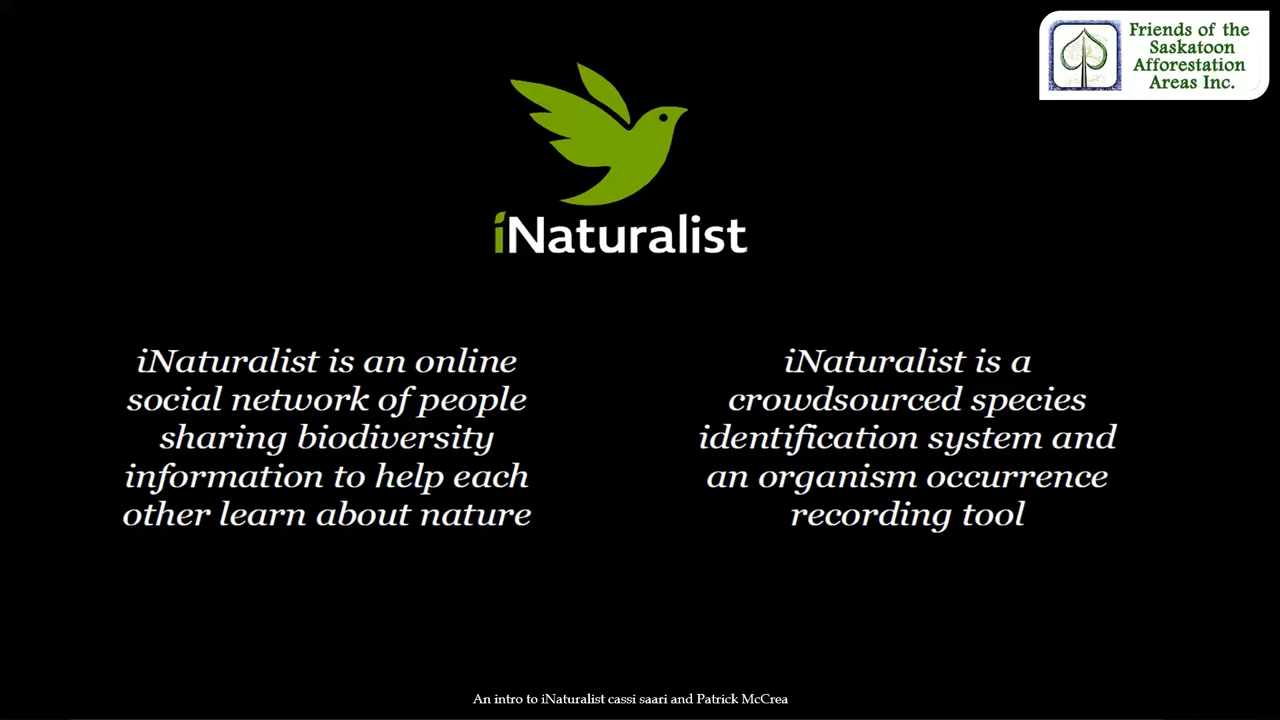 Friends of the
Saskatoon
Afforestation
Areas Inc.
iNaturalist
iNaturalist is an online
social network of people
sharing biodiversity
information to help each
other learn about nature
iNaturalist is a
crowdsourced species
identification system and
an organism occurrence
recording tool
An intro to iNaturalist cassi saari and Patrick McCrea